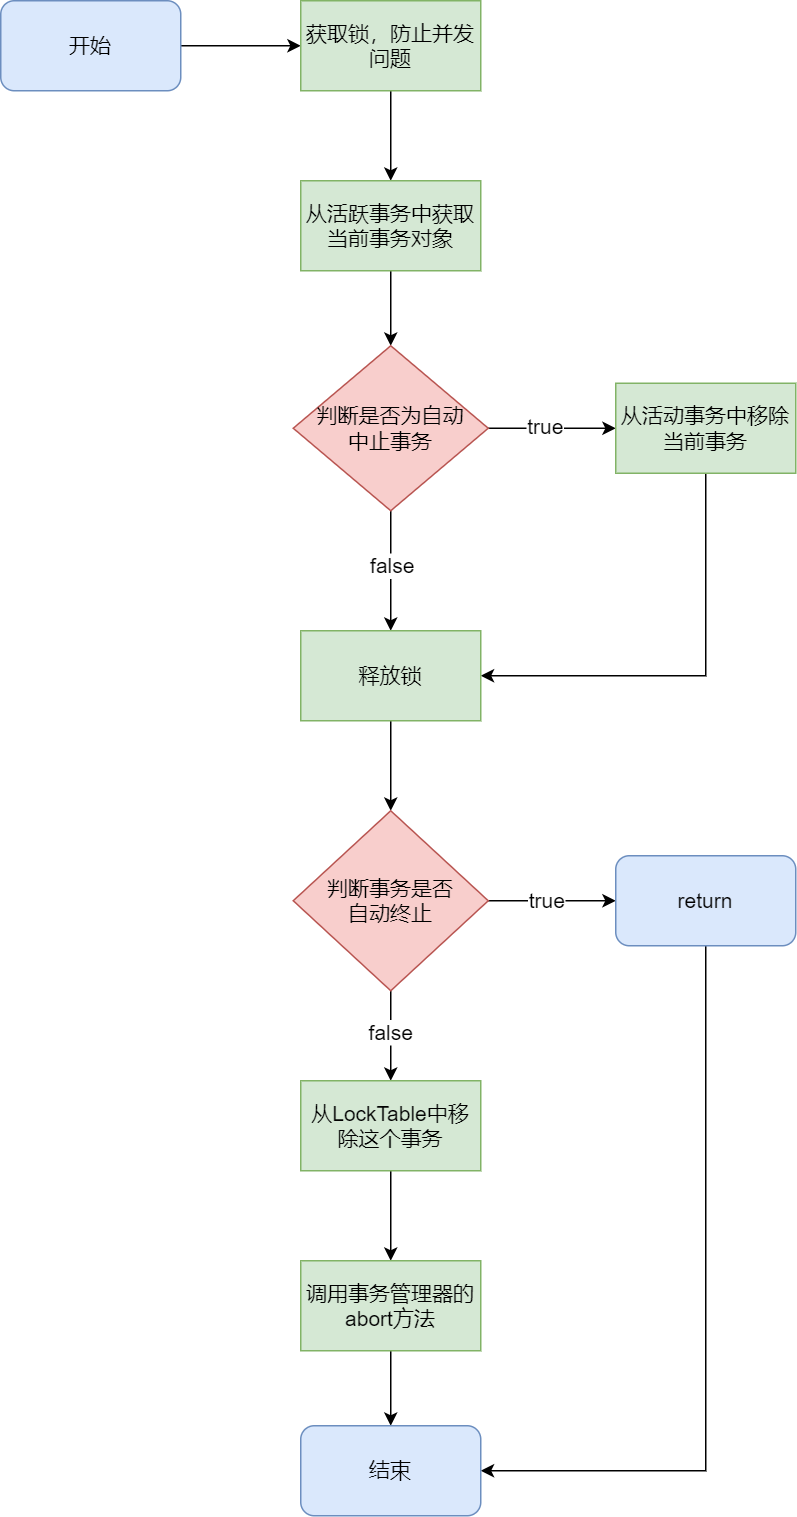 开始
获取锁，防止并发
问题
从活跃事务中获取
当前事务对象
判断是否为自动
中止事务
true
从活动事务中移除
当前事务
false
释放锁
判断事务是否
自动终止
true
return
false
从LockTable中移
除这个事务
调用事务管理器的
abort方法
结束